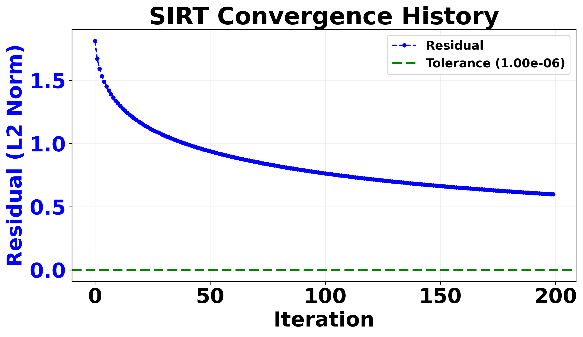 SIRT Convergence History
Residual (L2 Norm)
1.5
1.0
0.5
0.0
Residual
Tolerance (1.00e-06)
0 50 100 150 200
Iteration